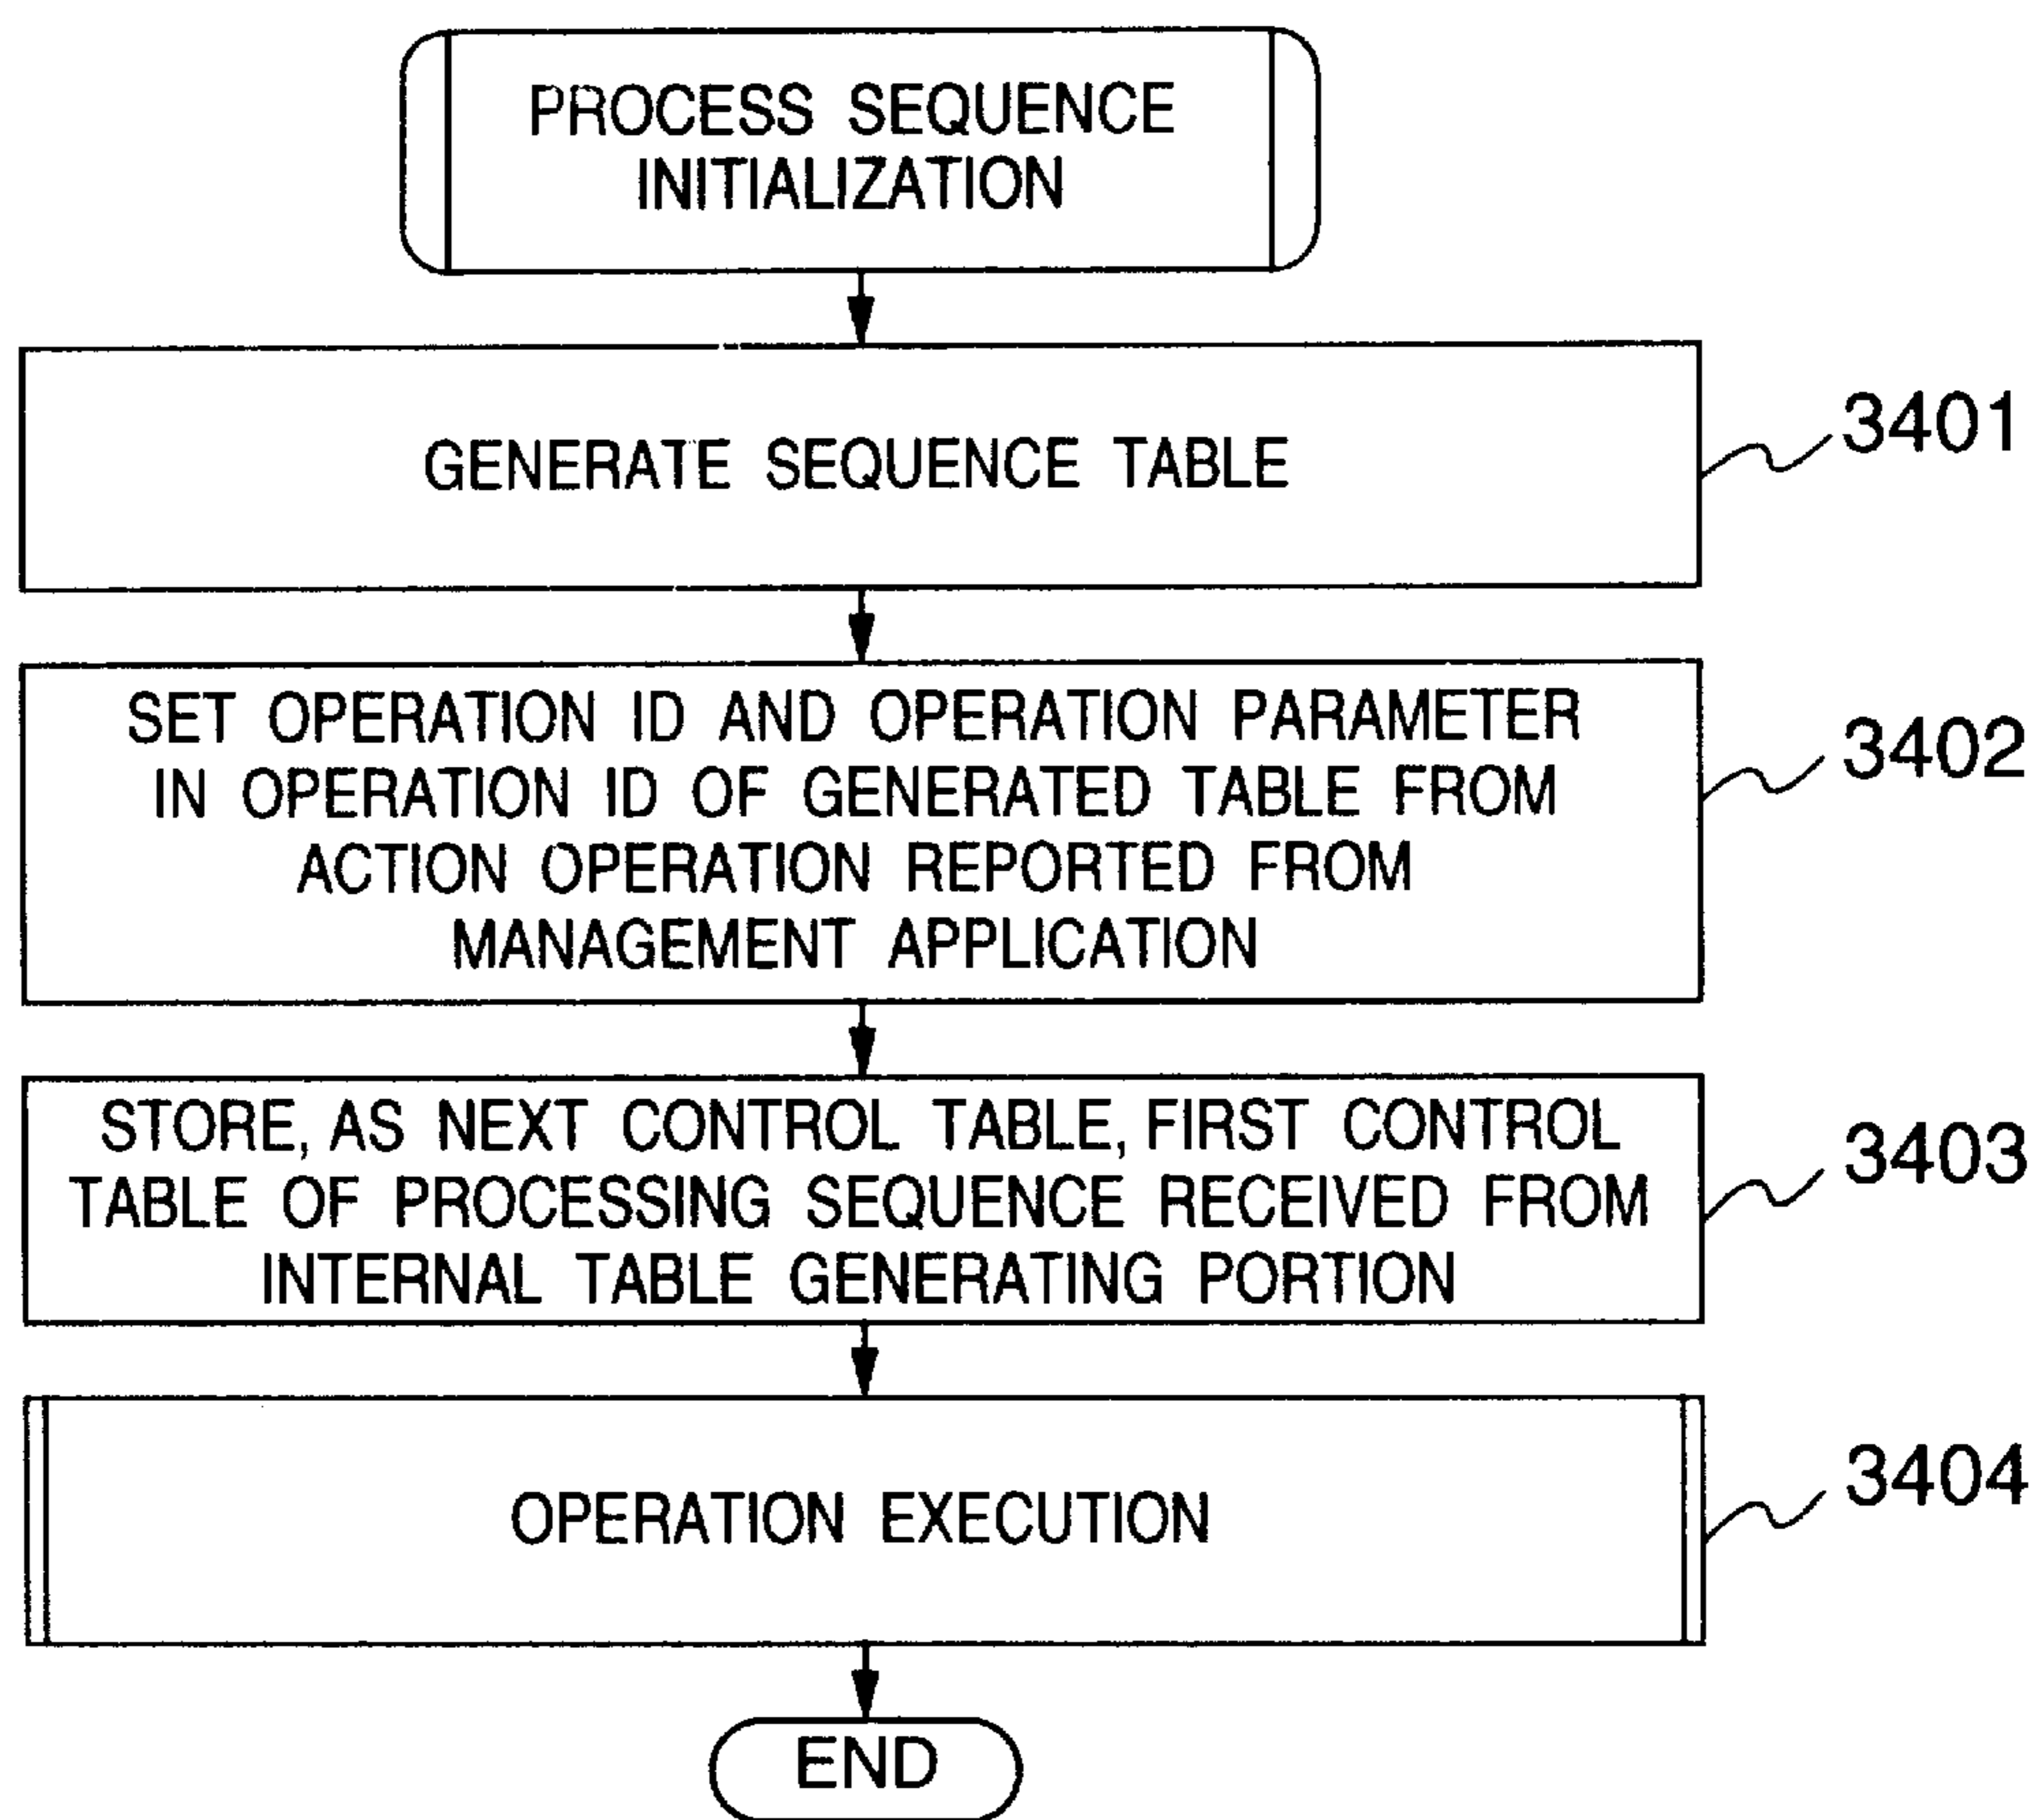 PROCESS SEQUENCE
INITIALIZATION
GENERATE SEQUENCE TABLE
3401
SET OPERATION ID AND OPERATION PARAMETER
IN OPERATION ID OF GENERATED TABLE FROM
ACTION OPERATION REPORTED FROM
MANAGEMENT APPLICATION
3402
STORE, AS NEXT CONTROL TABLE, FIRST CONTROL
TABLE OF PROCESSING SEQUENCE RECEIVED FROM
INTERNAL TABLE GENERATING PORTION
3403
OPERATION EXECUTION
3404
END